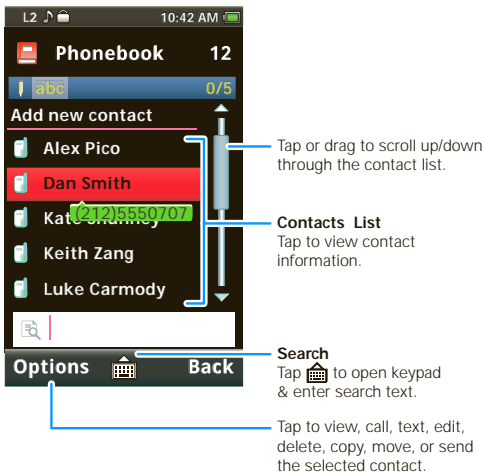 L2 10:42 AM
Phonebook 12
abc 0/5
Add new contact
Alex Pico
Dan Smith
(212)5550707
Kate
Keith Zang
Luke Carmody
Options Back
Tap or drag to scroll up/down
through the contact list.
Contacts List
Tap to view contact
information.
Search
Tap to open keypad
& enter search text.
Tap to view, call, text, edit,
delete, copy, move, or send
the selected contact.